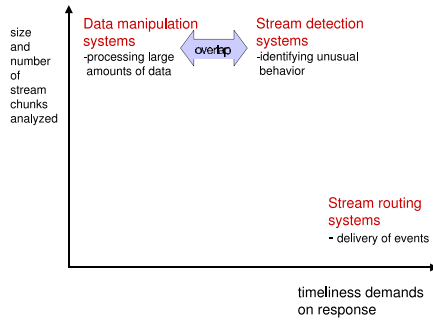 size
and
number
of
stream
chunks
analyzed
Data manipulation
systems
-processing large
amounts of data
overlap
Stream detection
systems
-identifying unusual
behavior
Stream routing
systems
- delivery of events
timeliness demands
on response